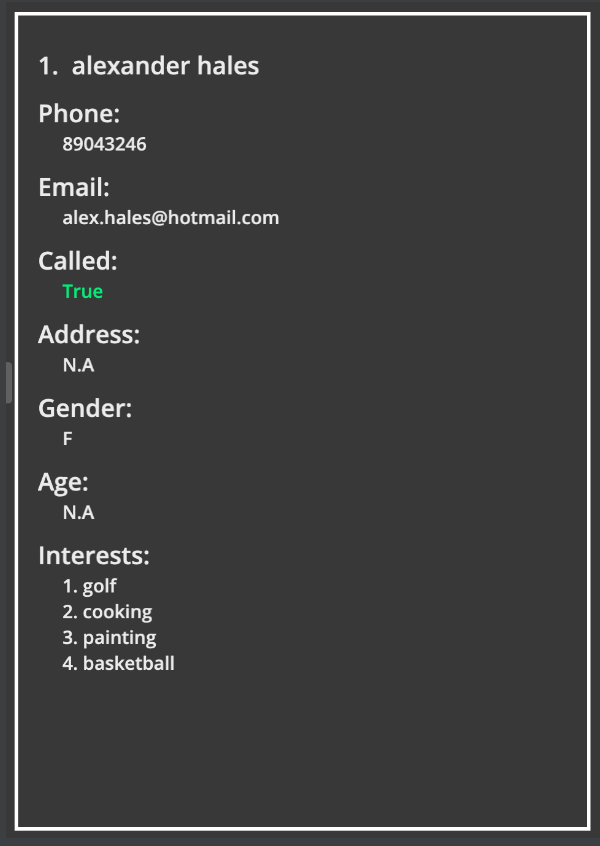 1. alexander hales
Phone:
89043246
Email:
alex.hales@hotmail.com
Called:
True
Address:
N.A
Gender:
F
Age:
N.A
Interests:
1. golf
2. cooking
3. painting
4. basketball